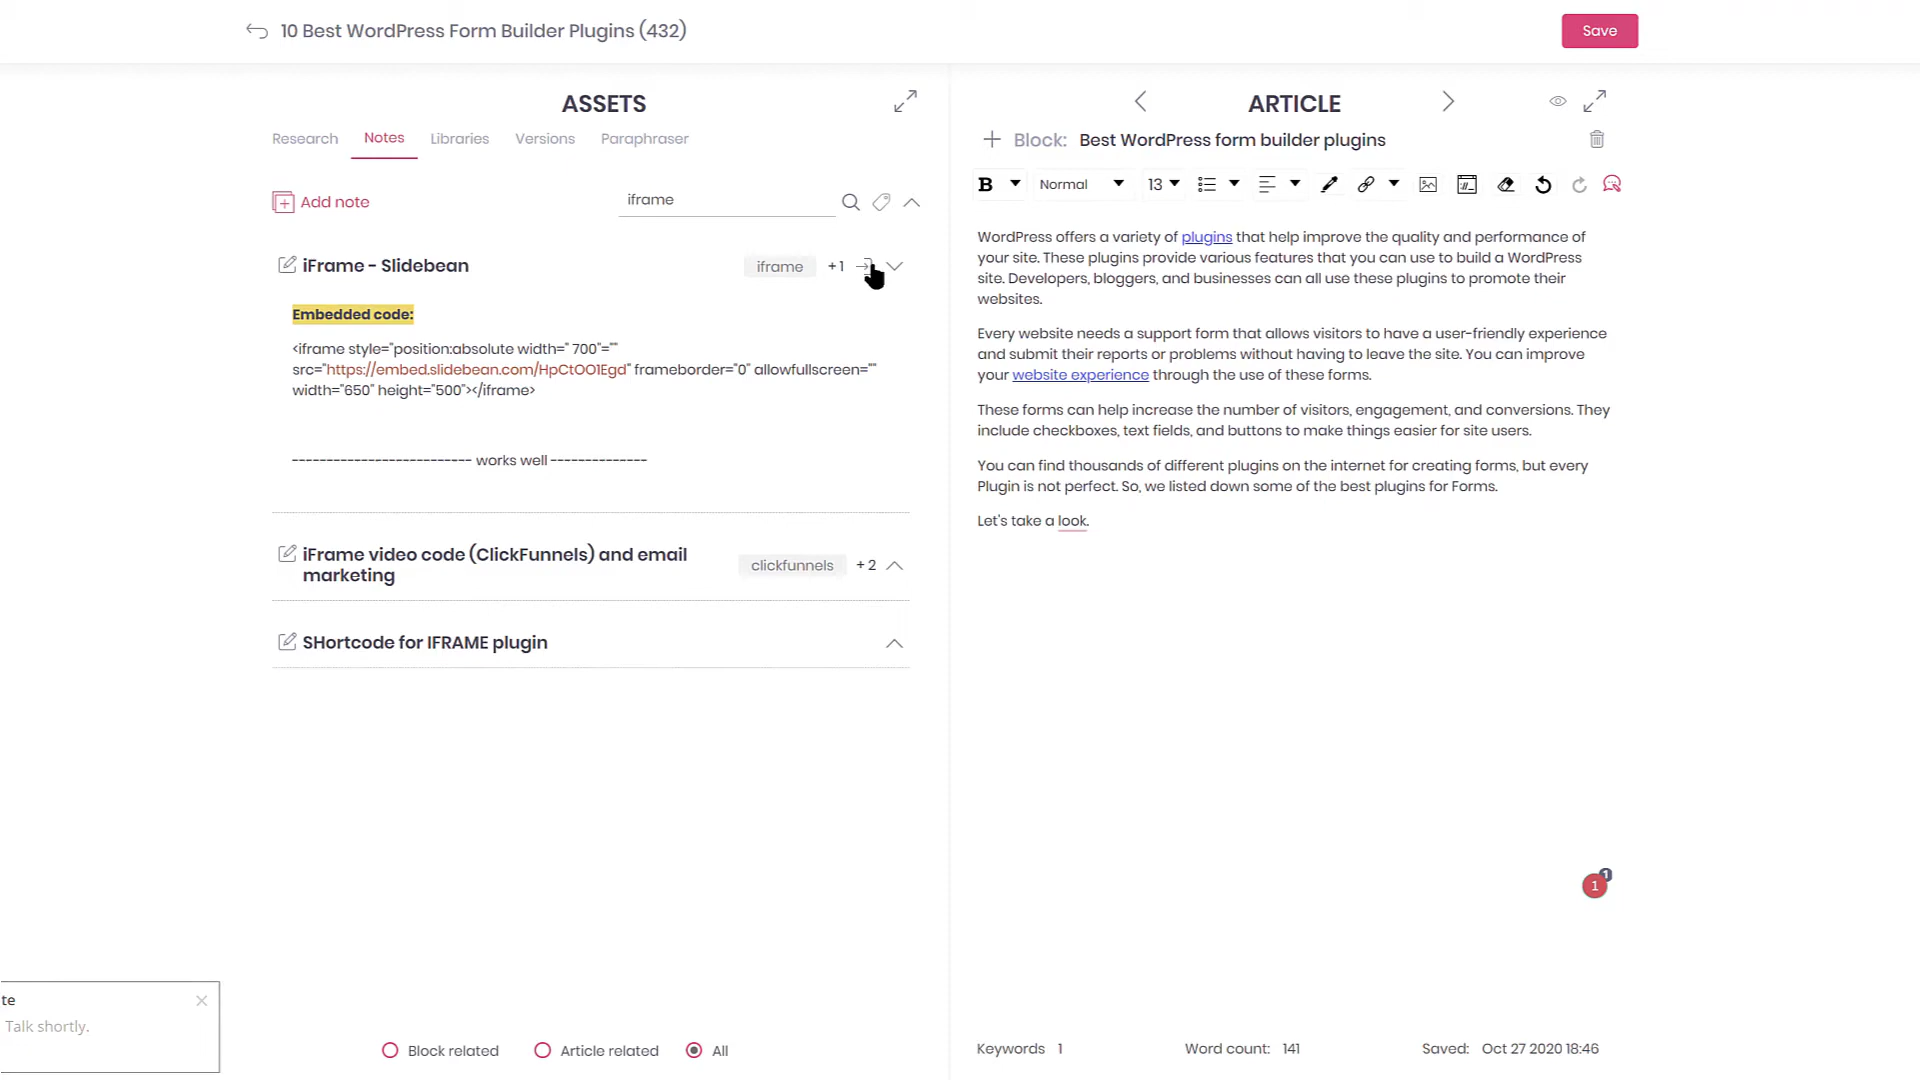 10 Best WordPress Form Builder Plugins (432)
Save
ASSETS
Research
Notes
Libraries
Versions
Paraphraser
Add note
iframe
iFrame - Slidebean
iframe
+1
Embedded code:
<iframe style="position:absolute width=" 700"=""
src="https://embed.slidebean.com/HpCtOO1Egd" frameborder="0" allowfullscreen=""
width="650" height="500"></iframe>
-------------------------- works well --------------
iFrame video code (ClickFunnels) and email
marketing
clickfunnels
+2
SHortcode for IFRAME plugin
Block related
Article related
All
te
Talk shortly.
ARTICLE
Block: Best WordPress form builder plugins
B
Normal
13
WordPress offers a variety of plugins that help improve the quality and performance of
your site. These plugins provide various features that you can use to build a WordPress
site. Developers, bloggers, and businesses can all use these plugins to promote their
websites.
Every website needs a support form that allows visitors to have a user-friendly experience
and submit their reports or problems without having to leave the site. You can improve
your website experience through the use of these forms.
These forms can help increase the number of visitors, engagement, and conversions. They
include checkboxes, text fields, and buttons to make things easier for site users.
You can find thousands of different plugins on the internet for creating forms, but every
Plugin is not perfect. So, we listed down some of the best plugins for Forms.
Let's take a look.
1
1
Keywords 1
Word count: 141
Saved: Oct 27 2020 18:46